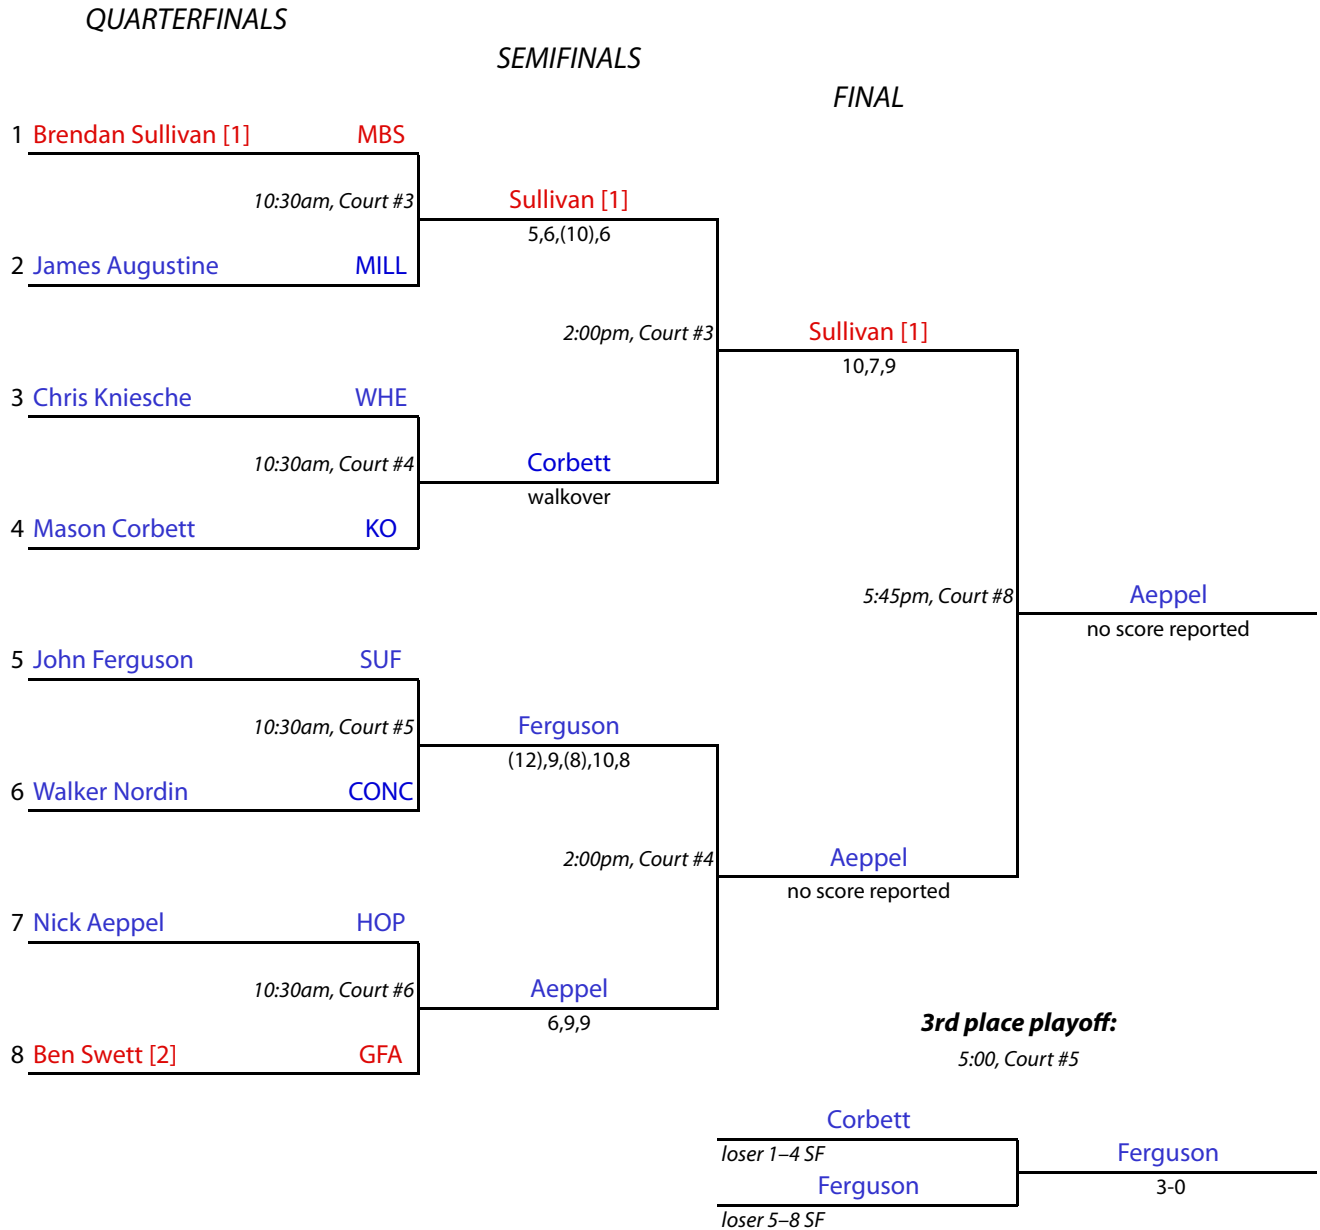 QUARTERFINALS
SEMIFINALS
FINAL
1 Brendan Sullivan [1] MBS
10:30am, Court #3
Sullivan [1]
5,6,(10),6
2 James Augustine MILL
2:00pm, Court #3
Sullivan [1]
10,7,9
3 Chris Kniesche WHE
10:30am, Court #4
Corbett
walkover
4 Mason Corbett KO
5:45pm, Court #8
Aeppel
no score reported
5 John Ferguson SUF
10:30am, Court #5
Ferguson
(12),9,(8),10,8
6 Walker Nordin CONC
2:00pm, Court #4
Aeppel
no score reported
7 Nick Aeppel HOP
10:30am, Court #6
Aeppel
6,9,9
8 Ben Swett [2] GFA
3rd place playoff:
5:00, Court #5
Corbett
loser 1–4 SF
Ferguson
3-0
Ferguson
loser 5–8 SF